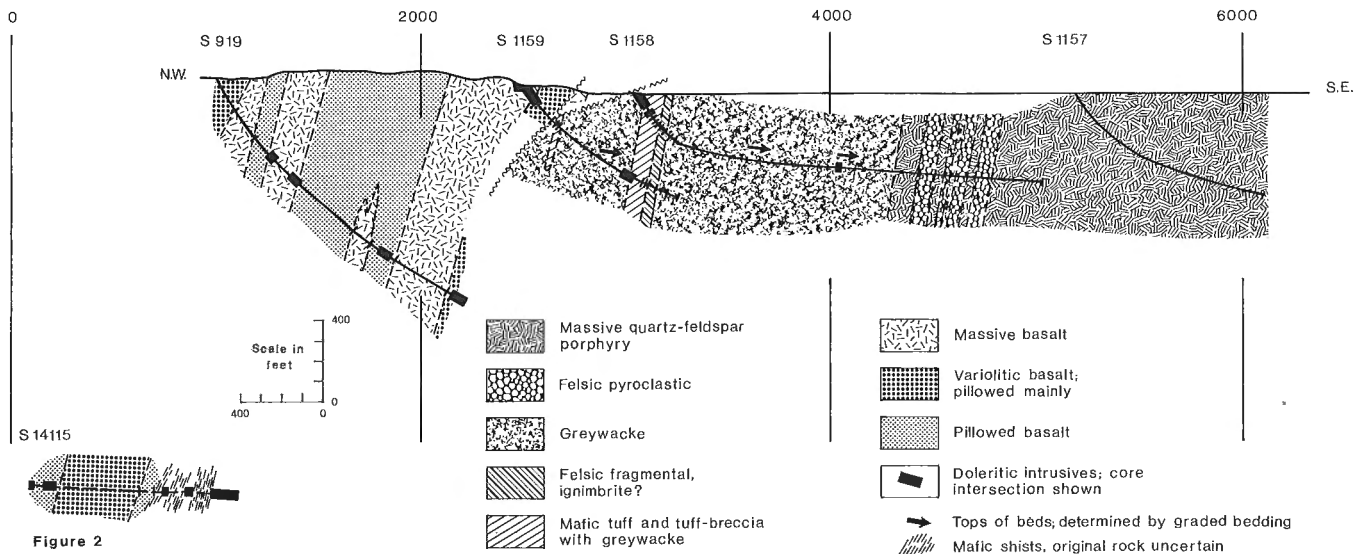 0 2000 4000 6000
S 919 S 1159 S 1158 S 1157
N.W.
S.E.
400
Scale in
feet
0
400 0
S 14115
Massive quartz-feldspar
porphyry
Felsic pyroclastic
Greywacke
Felsic fragmental,
ignimbrite?
Mafic tuff and tuff-breccia
with greywacke
Massive basalt
Variolitic basalt;
pillowed mainly
Pillowed basalt
Doleritic intrusives; core
intersection shown
Tops of beds; determined by graded bedding
Mafic shists, original rock uncertain
Figure 2